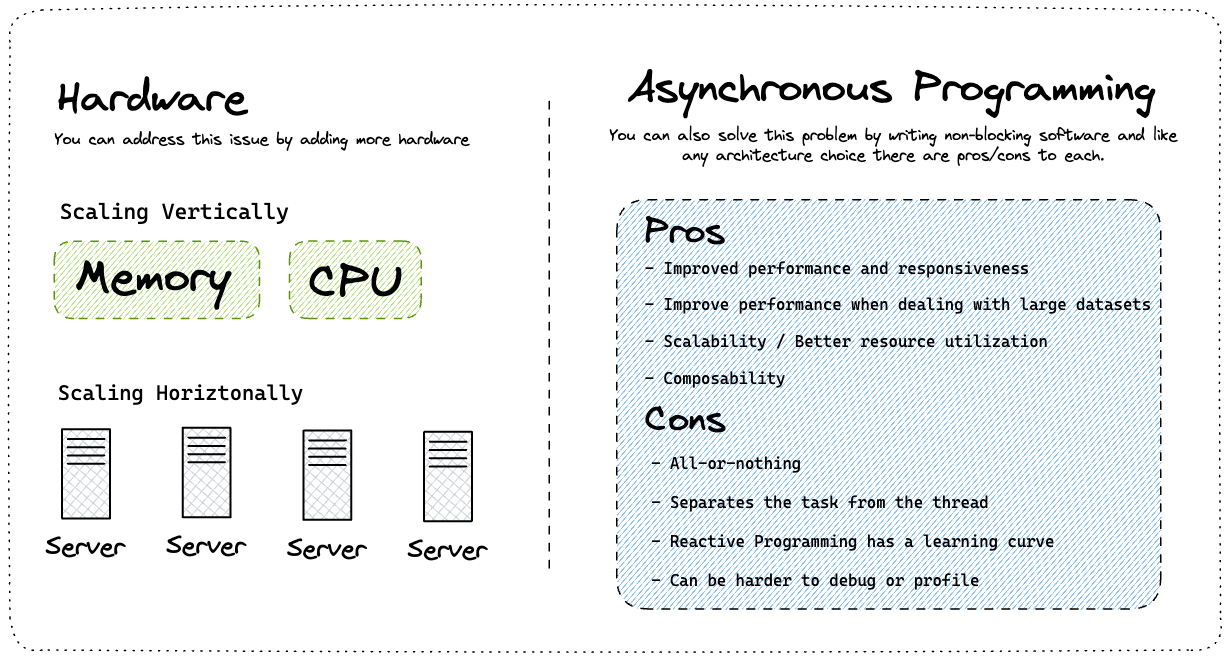 Hardware
You can address this issue by adding more hardware
Scaling Vertically
Memory
CPU
Scaling Horiztonally
Server
Server
Server
Server
Asynchronous Programming
You can also solve this problem by writing non-blocking software and like
any architecture choice there are pros/cons to each.
Pros
- Improved performance and responsiveness
- Improve performance when dealing with large datasets
- Scalability / Better resource utilization
- Composability
Cons
- All-or-nothing
- Separates the task from the thread
- Reactive Programming has a learning curve
- Can be harder to debug or profile